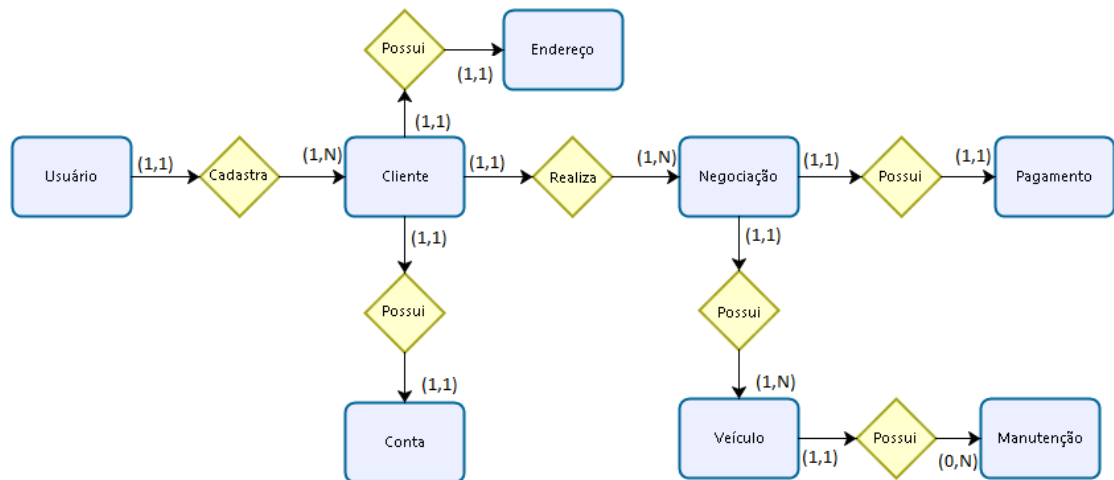 Possui
(1,1)
Endereço
(1,1)
Usuário
(1,1)
Cadastra
(1,N)
Cliente
(1,1)
Realiza
(1,N)
Negociação
(1,1)
Possui
(1,1)
Pagamento
(1,1)
Possui
(1,1)
Conta
(1,1)
Possui
(1,N)
Veículo
(1,1)
Possui
(0,N)
Manutenção